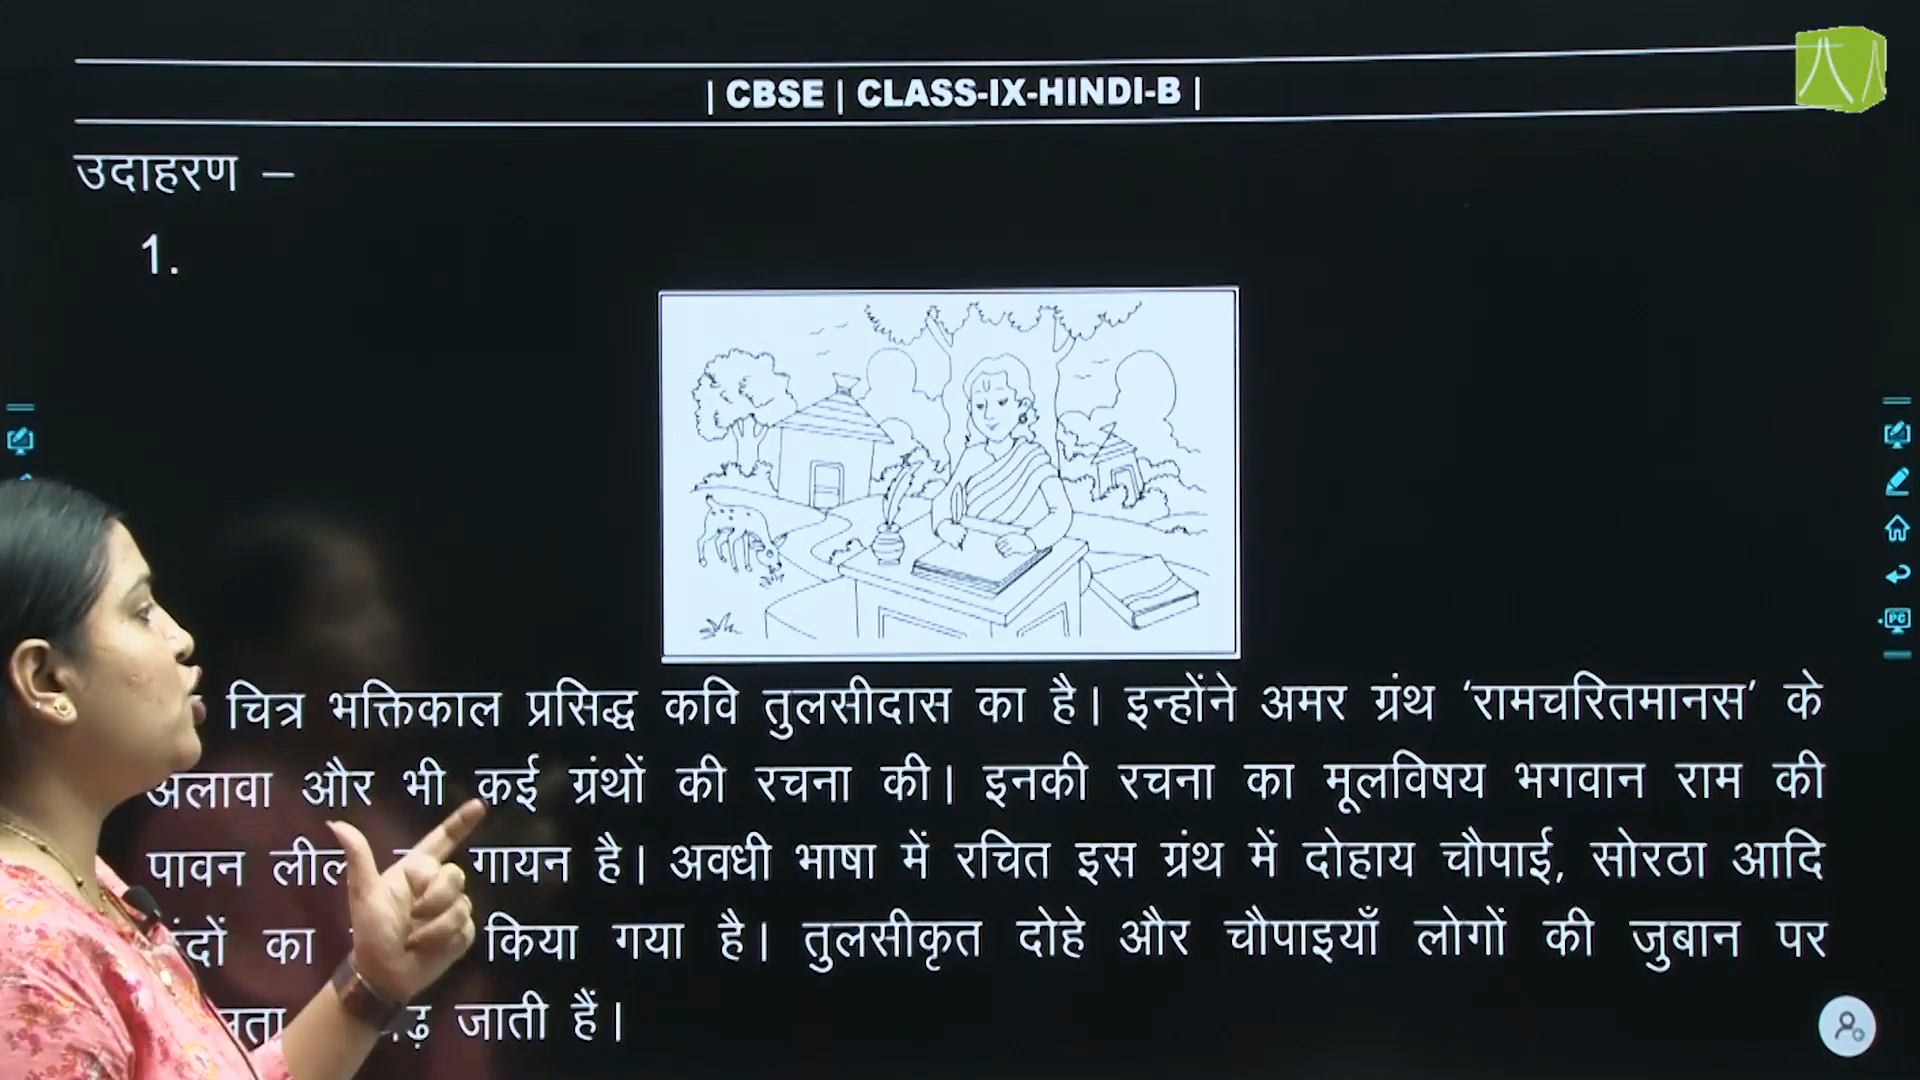 | CBSE | CLASS-IX-HINDI-B |
उदाहरण –
1.
चित्र भक्तिकाल प्रसिद्ध कवि तुलसीदास का है। इन्होंने अमर ग्रंथ ‘रामचरितमानस’ के
अलावा और भी कई ग्रंथों की रचना की। इनकी रचना का मूलविषय भगवान राम की
पावन गायन है। अवधी भाषा में रचित इस ग्रंथ में दोहाय चौपाई, सोरठा आदि
का किया गया है। तुलसीकृत दोहे और चौपाइयाँ लोगों की जुबान पर
जाती हैं।
PC